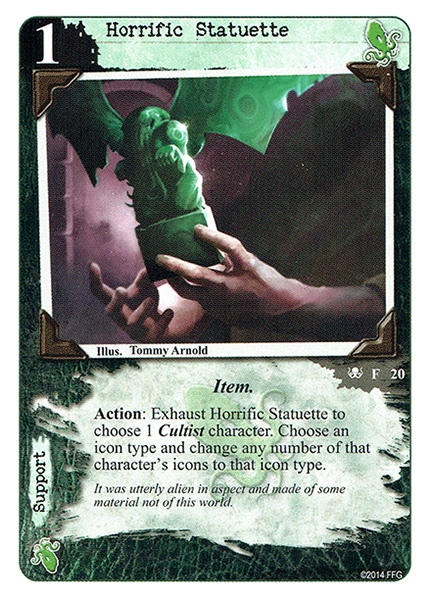 1
Horrific Statuette
Illus. Tommy Arnold
F 20
Item.
Action: Exhaust Horrific Statuette to
choose 1 Cultist character. Choose an
icon type and change any number of that
character's icons to that icon type.
It was utterly alien in aspect and made of some
material not of this world.
Support
©2014 FFG